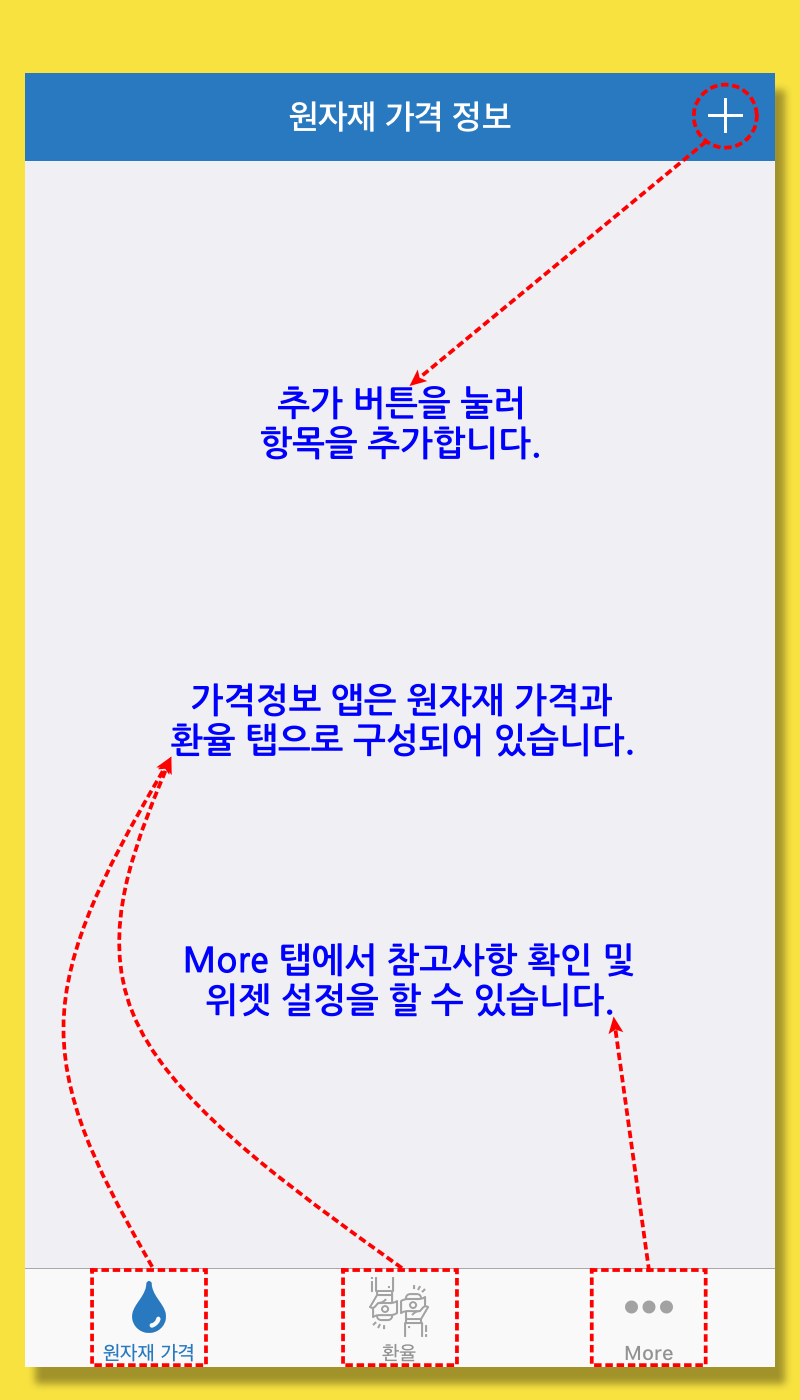 원자재 가격 정보
추가 버튼을 눌러
항목을 추가합니다.
가격정보 앱은 원자재 가격과
환율 탭으로 구성되어 있습니다.
More 탭에서 참고사항 확인 및
위젯 설정을 할 수 있습니다.
원자재 가격
환율
More